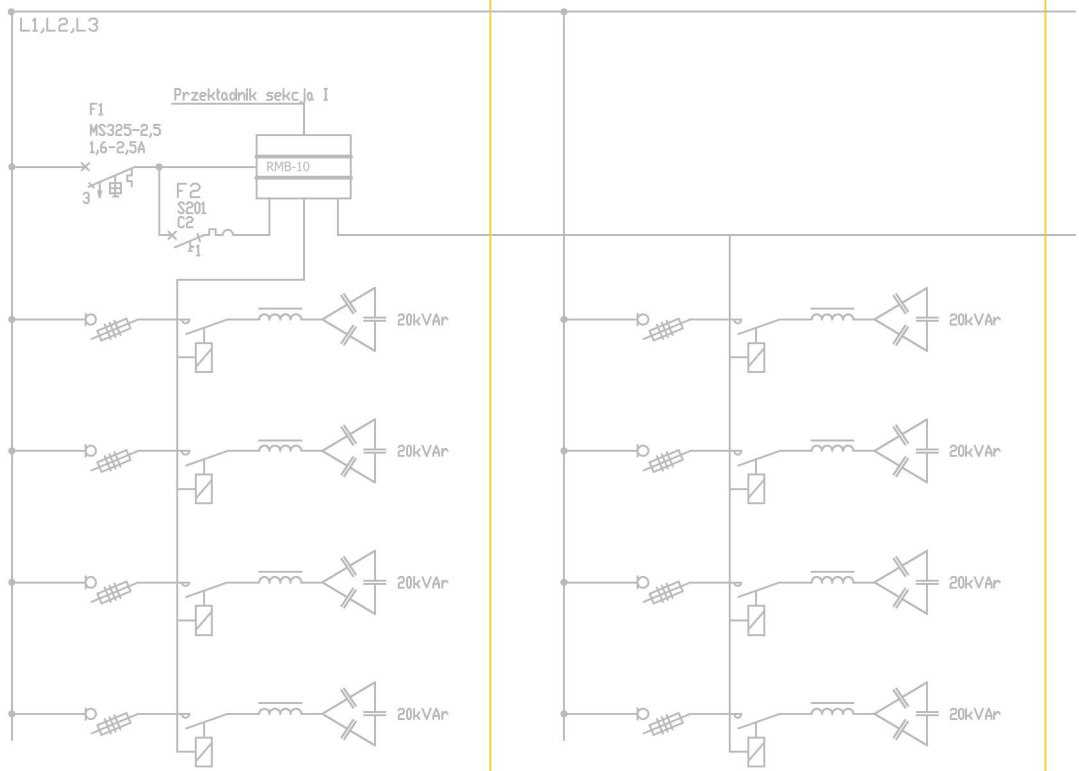 L1,L2,L3
Przekładnik sekcja I
F1
MS325-2,5
1,6-2,5A
RMB-10
3
F2
S201
C2
1
20kVAr 20kVAr
20kVAr 20kVAr
20kVAr 20kVAr
20kVAr 20kVAr